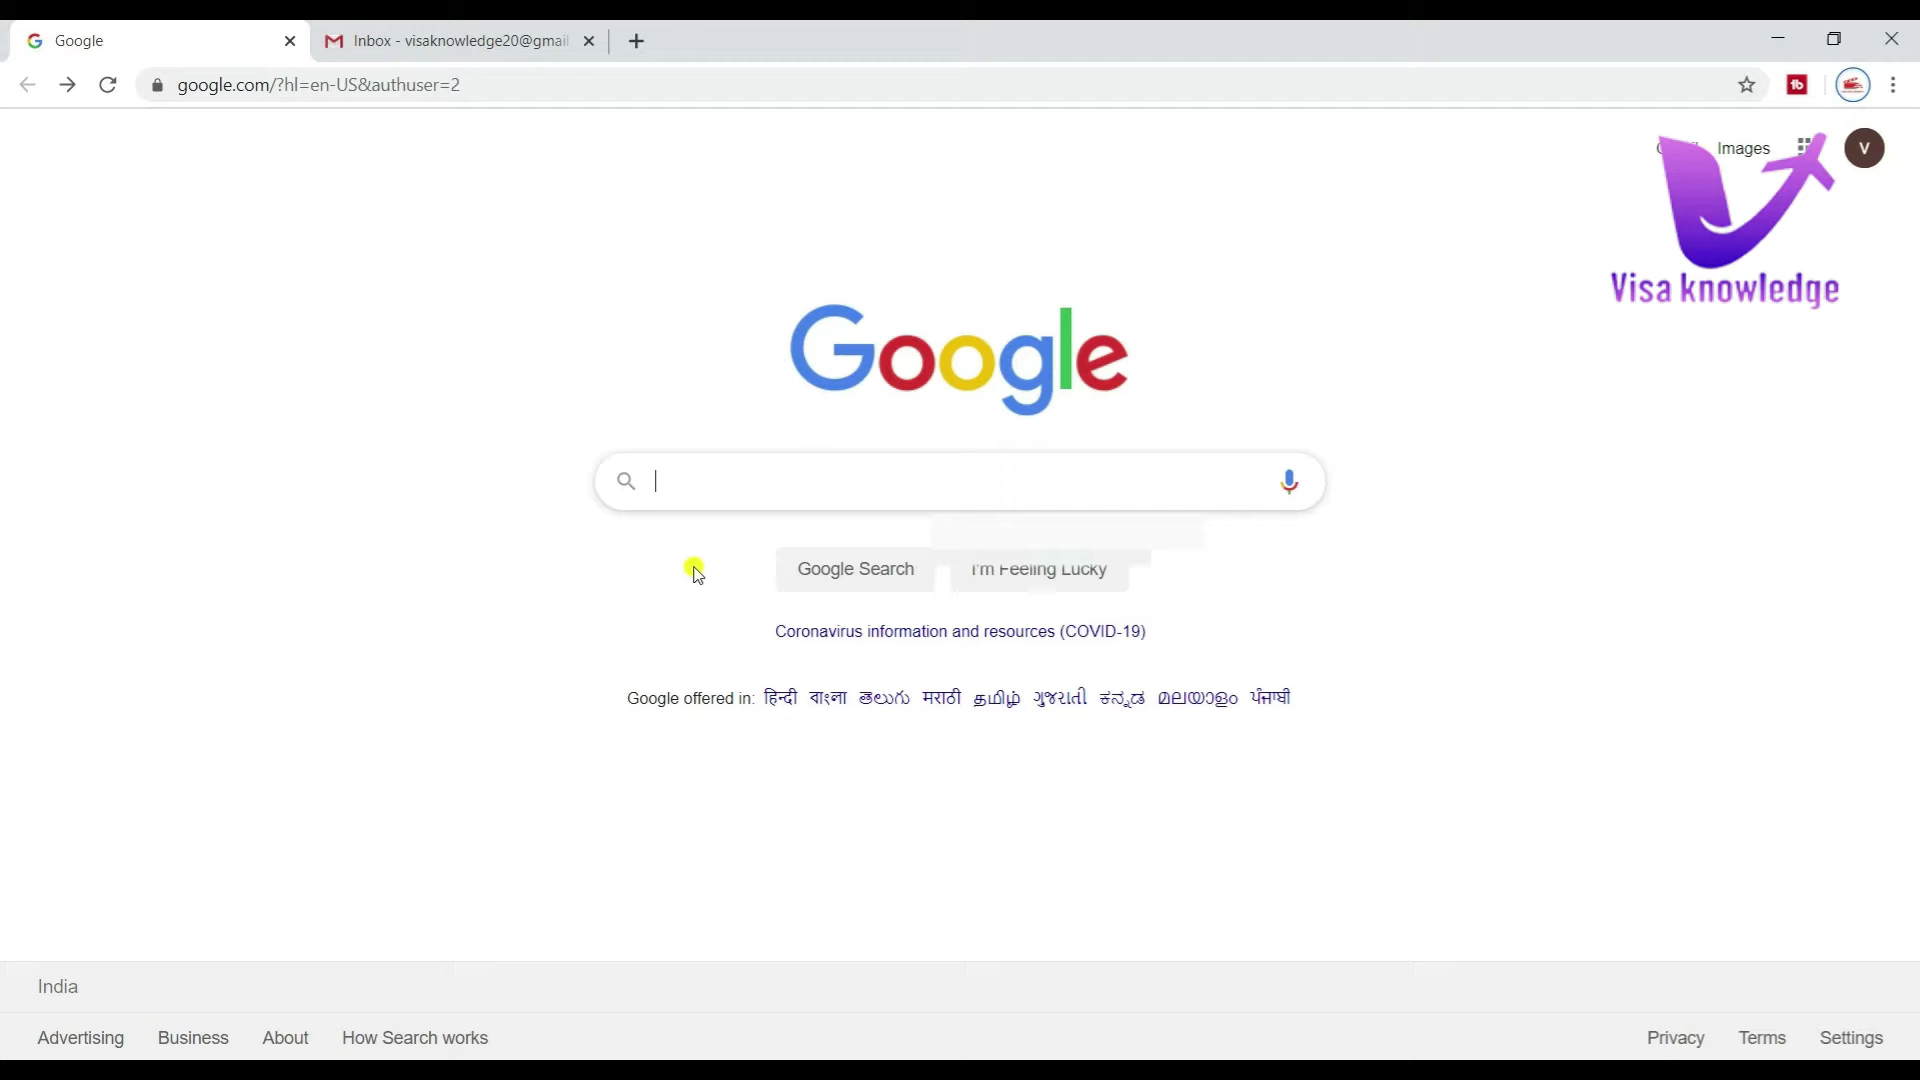 Google
Inbox - visaknowledge20@gmail
google.com/?hl=en-US&authuser=2
Images
V
Visa knowledge
Google
Google Search
I'm Feeling Lucky
Coronavirus information and resources (COVID-19)
Google offered in: हिन्दी বাংলা తెలుగు मराठी தமிழ் ગુજરાતી ಕನ್ನಡ മലയാളം ਪੰਜਾਬੀ
India
Advertising Business About How Search works
Privacy Terms Settings